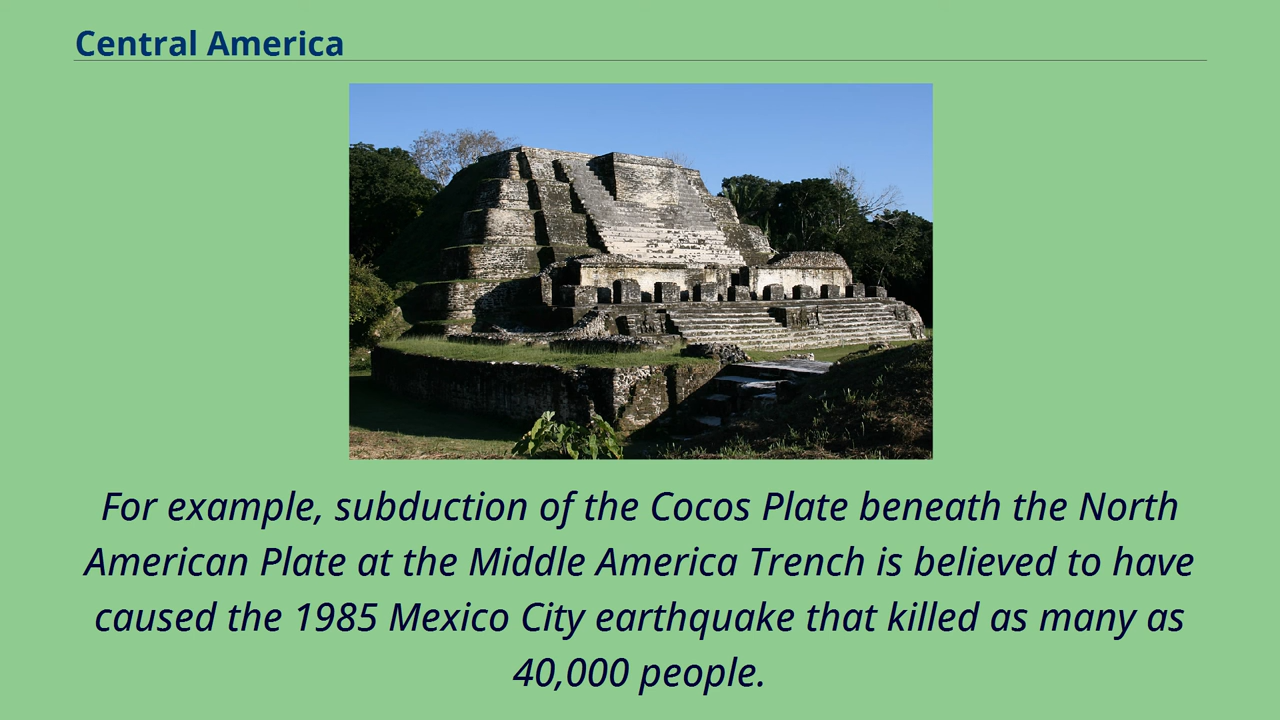 Central America
For example, subduction of the Cocos Plate beneath the North
American Plate at the Middle America Trench is believed to have
caused the 1985 Mexico City earthquake that killed as many as
40,000 people.